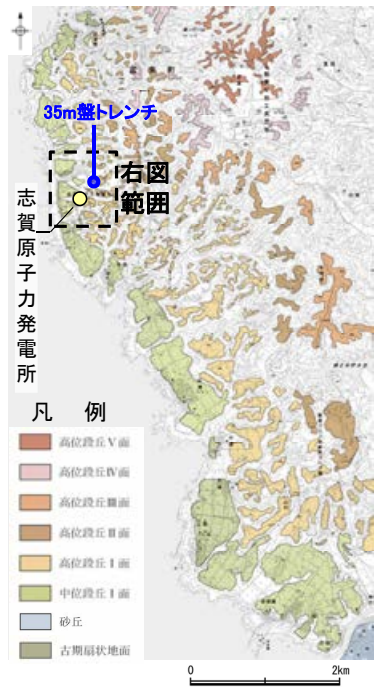 35m盤トレンチ
右図
範囲
志賀原子力発電所
凡 例
高位段丘Ⅴ面
高位段丘Ⅳ面
高位段丘Ⅲ面
高位段丘Ⅱ面
高位段丘Ⅰ面
中位段丘Ⅰ面
砂丘
古期扇状地面
0 2km